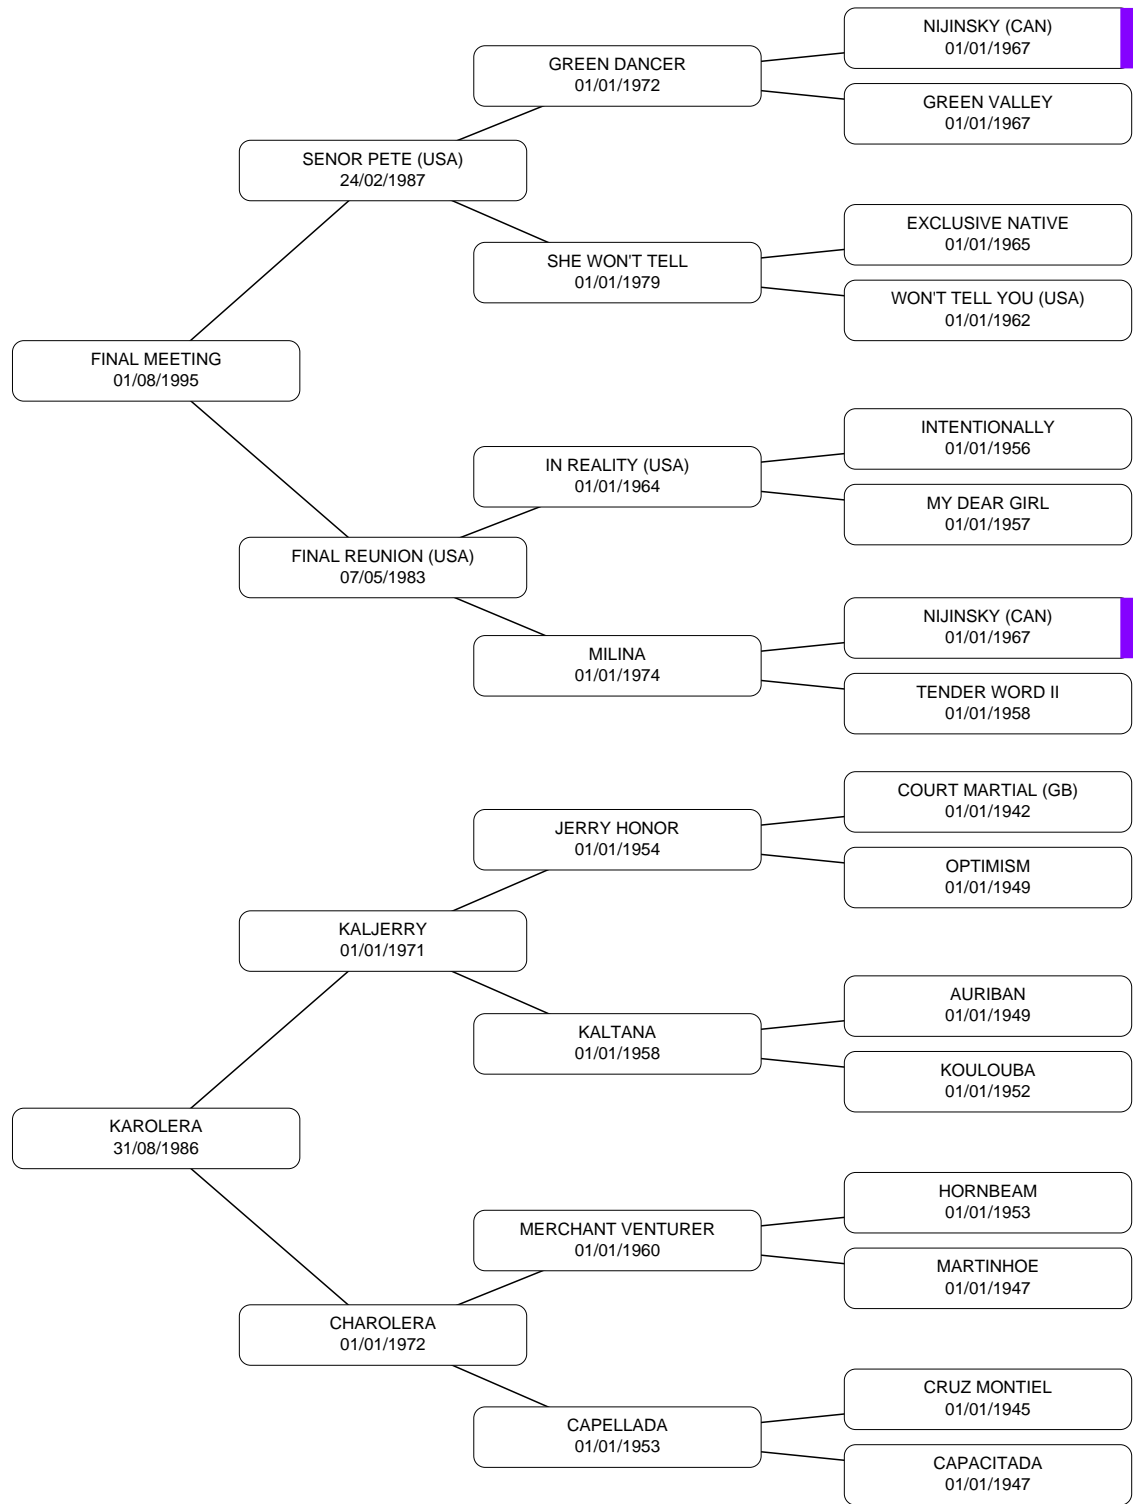 NIJINSKY (CAN)
01/01/1967
GREEN DANCER
01/01/1972
GREEN VALLEY
01/01/1967
SENOR PETE (USA)
24/02/1987
EXCLUSIVE NATIVE
01/01/1965
SHE WON'T TELL
01/01/1979
WON'T TELL YOU (USA)
01/01/1962
FINAL MEETING
01/08/1995
INTENTIONALLY
01/01/1956
IN REALITY (USA)
01/01/1964
MY DEAR GIRL
01/01/1957
FINAL REUNION (USA)
07/05/1983
NIJINSKY (CAN)
01/01/1967
MILINA
01/01/1974
TENDER WORD II
01/01/1958
COURT MARTIAL (GB)
01/01/1942
JERRY HONOR
01/01/1954
OPTIMISM
01/01/1949
KALJERRY
01/01/1971
AURIBAN
01/01/1949
KALTANA
01/01/1958
KOULOUBA
01/01/1952
KAROLERA
31/08/1986
HORNBEAM
01/01/1953
MERCHANT VENTURER
01/01/1960
MARTINHOE
01/01/1947
CHAROLERA
01/01/1972
CRUZ MONTIEL
01/01/1945
CAPELLADA
01/01/1953
CAPACITADA
01/01/1947